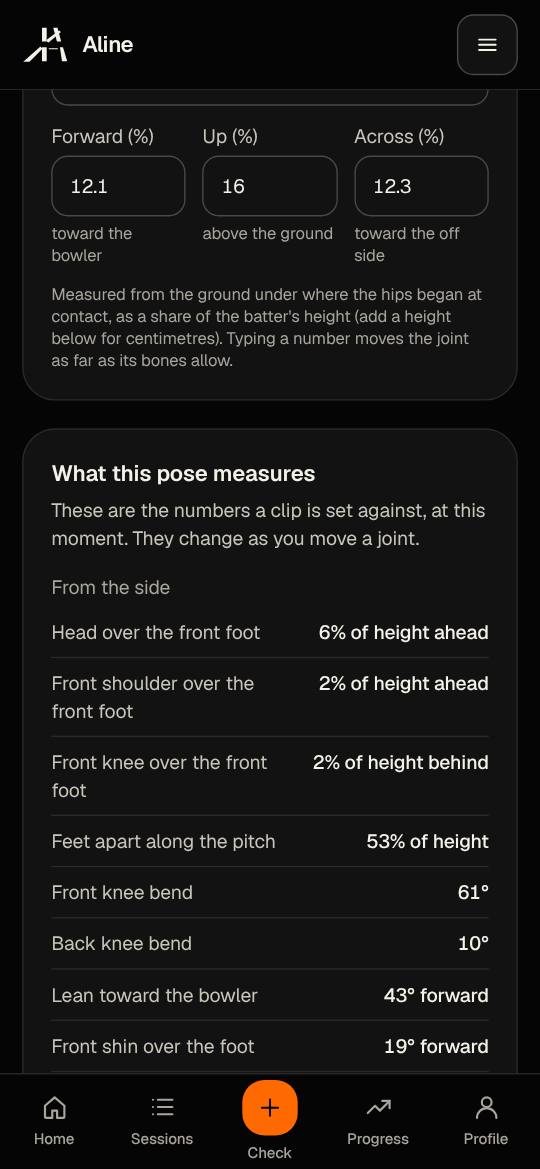 Aline
Forward (%)
Up (%)
Across (%)
12.1
16
12.3
toward the
bowler
above the ground
toward the off
side
Measured from the ground under where the hips began at
contact, as a share of the batter's height (add a height
below for centimetres). Typing a number moves the joint
as far as its bones allow.
What this pose measures
These are the numbers a clip is set against, at this
moment. They change as you move a joint.
From the side
Head over the front foot
6% of height ahead
Front shoulder over the
front foot
2% of height ahead
Front knee over the front
foot
2% of height behind
Feet apart along the pitch
53% of height
Front knee bend
61°
Back knee bend
10°
Lean toward the bowler
43° forward
Front shin over the foot
19° forward
Home
Sessions
Check
Progress
Profile